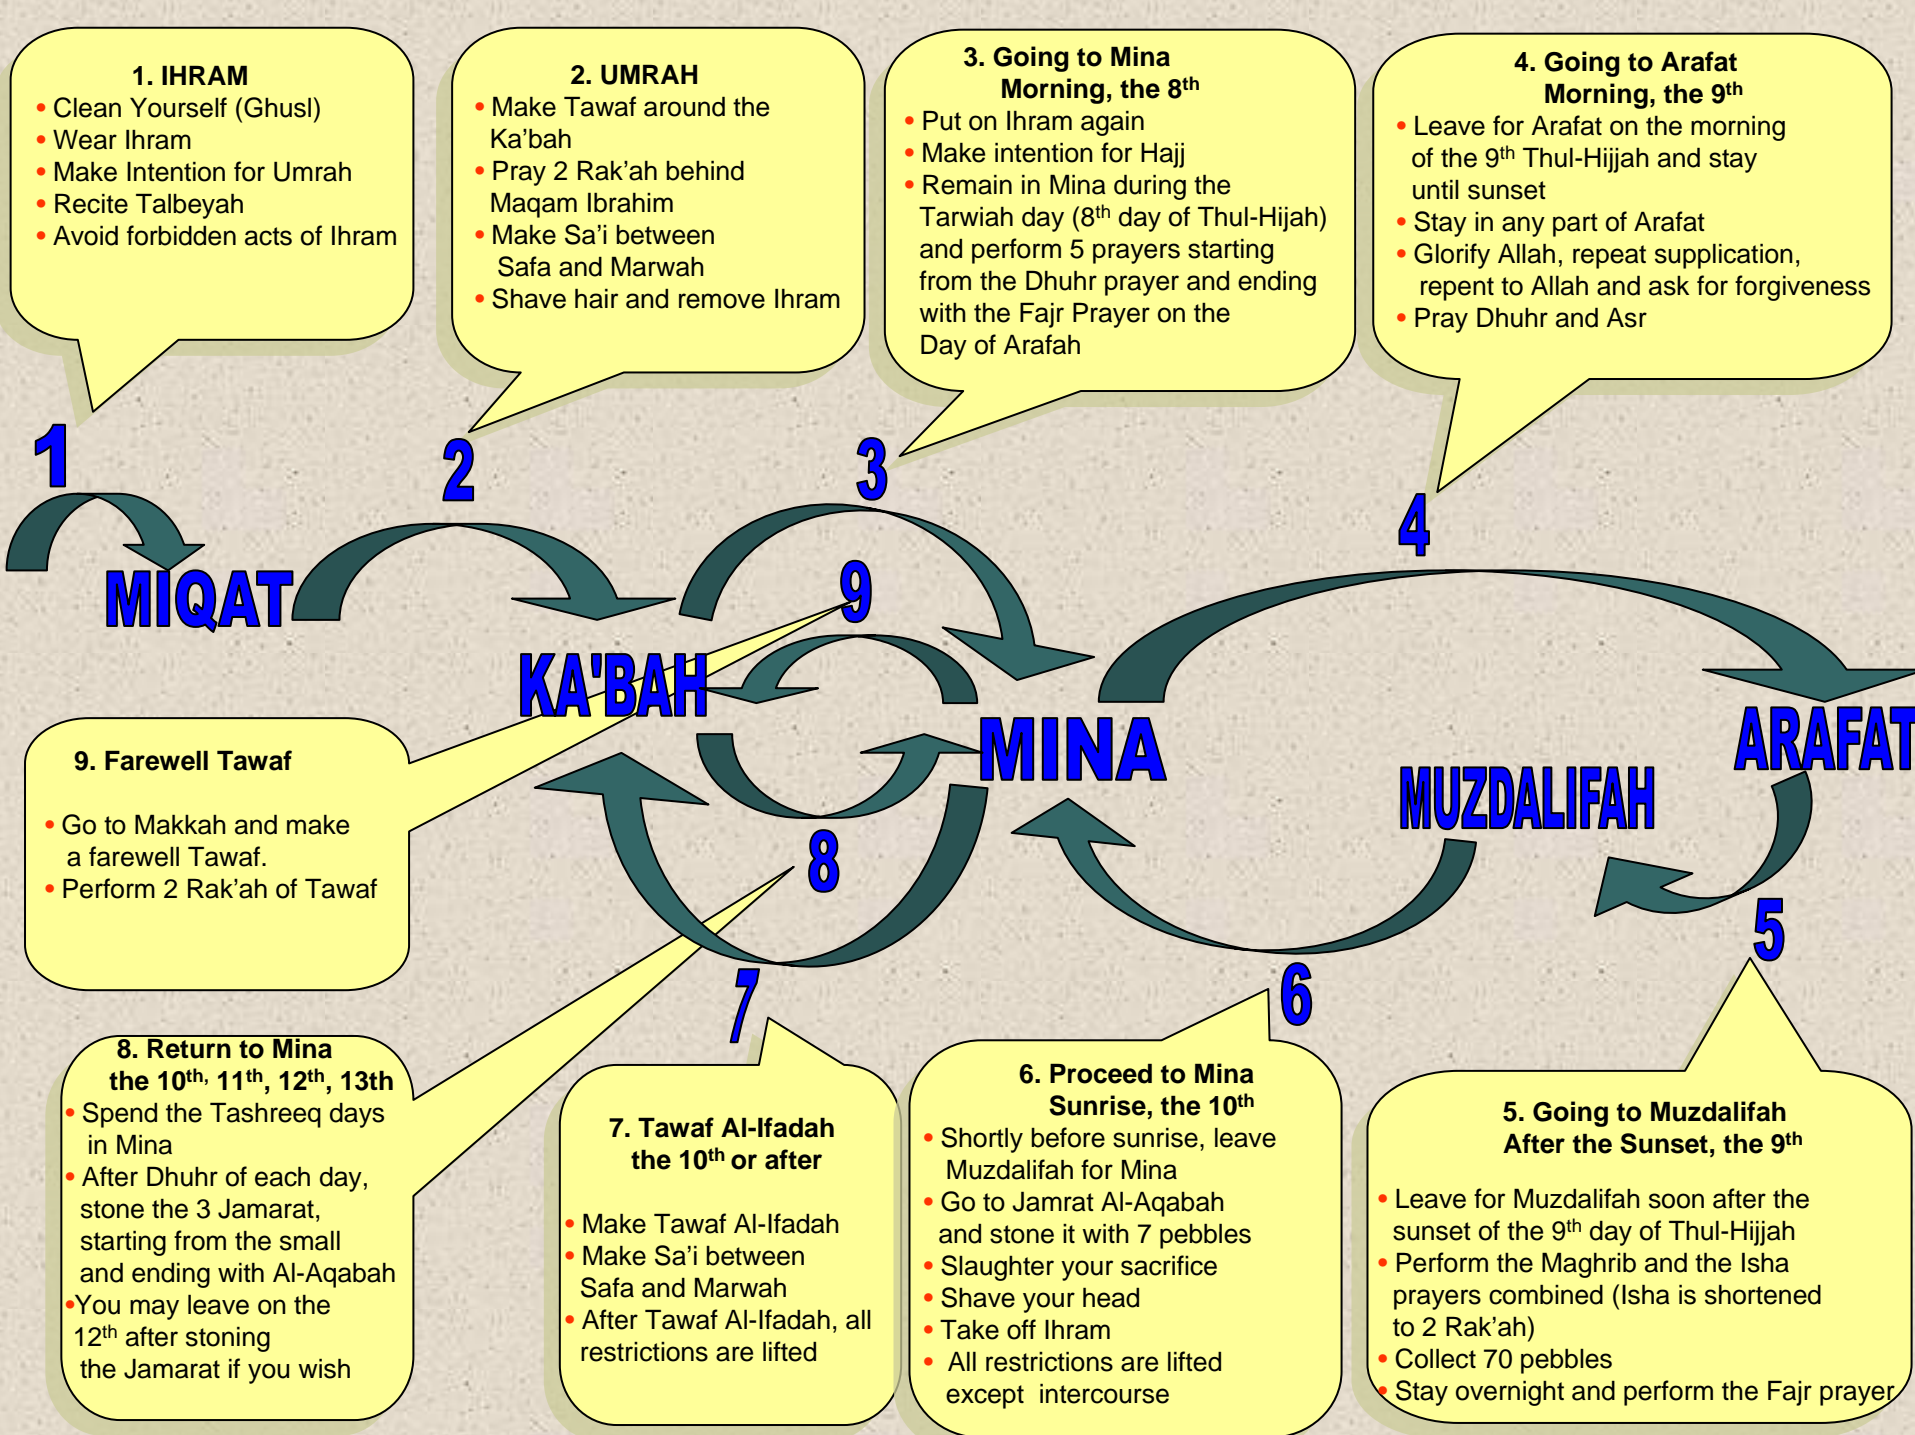 1. IHRAM
• Clean Yourself (Ghusl)
• Wear Ihram
• Make Intention for Umrah
• Recite Talbeyah
• Avoid forbidden acts of Ihram
2. UMRAH
• Make Tawaf around the
Ka’bah
• Pray 2 Rak’ah behind
Maqam Ibrahim
• Make Sa’i between
Safa and Marwah
• Shave hair and remove Ihram
3. Going to Mina
Morning, the 8th
• Put on Ihram again
• Make intention for Hajj
• Remain in Mina during the
Tarwiah day (8th day of Thul-Hijah)
and perform 5 prayers starting
from the Dhuhr prayer and ending
with the Fajr Prayer on the
Day of Arafah
4. Going to Arafat
Morning, the 9th
• Leave for Arafat on the morning
of the 9th Thul-Hijjah and stay
until sunset
• Stay in any part of Arafat
• Glorify Allah, repeat supplication,
repent to Allah and ask for forgiveness
• Pray Dhuhr and Asr
1
2
3
4
9
MIQAT
KA'BAH
MINA
ARAFAT
MUZDALIFAH
8
5
7
6
9. Farewell Tawaf
• Go to Makkah and make
a farewell Tawaf.
• Perform 2 Rak’ah of Tawaf
8. Return to Mina
the 10th, 11th, 12th, 13th
• Spend the Tashreeq days
in Mina
• After Dhuhr of each day,
stone the 3 Jamarat,
starting from the small
and ending with Al-Aqabah
•You may leave on the
12th after stoning
the Jamarat if you wish
7. Tawaf Al-Ifadah
the 10th or after
• Make Tawaf Al-Ifadah
• Make Sa’i between
Safa and Marwah
• After Tawaf Al-Ifadah, all
restrictions are lifted
6. Proceed to Mina
Sunrise, the 10th
• Shortly before sunrise, leave
Muzdalifah for Mina
• Go to Jamrat Al-Aqabah
and stone it with 7 pebbles
• Slaughter your sacrifice
• Shave your head
• Take off Ihram
• All restrictions are lifted
except intercourse
5. Going to Muzdalifah
After the Sunset, the 9th
• Leave for Muzdalifah soon after the
sunset of the 9th day of Thul-Hijjah
• Perform the Maghrib and the Isha
prayers combined (Isha is shortened
to 2 Rak’ah)
• Collect 70 pebbles
• Stay overnight and perform the Fajr prayer